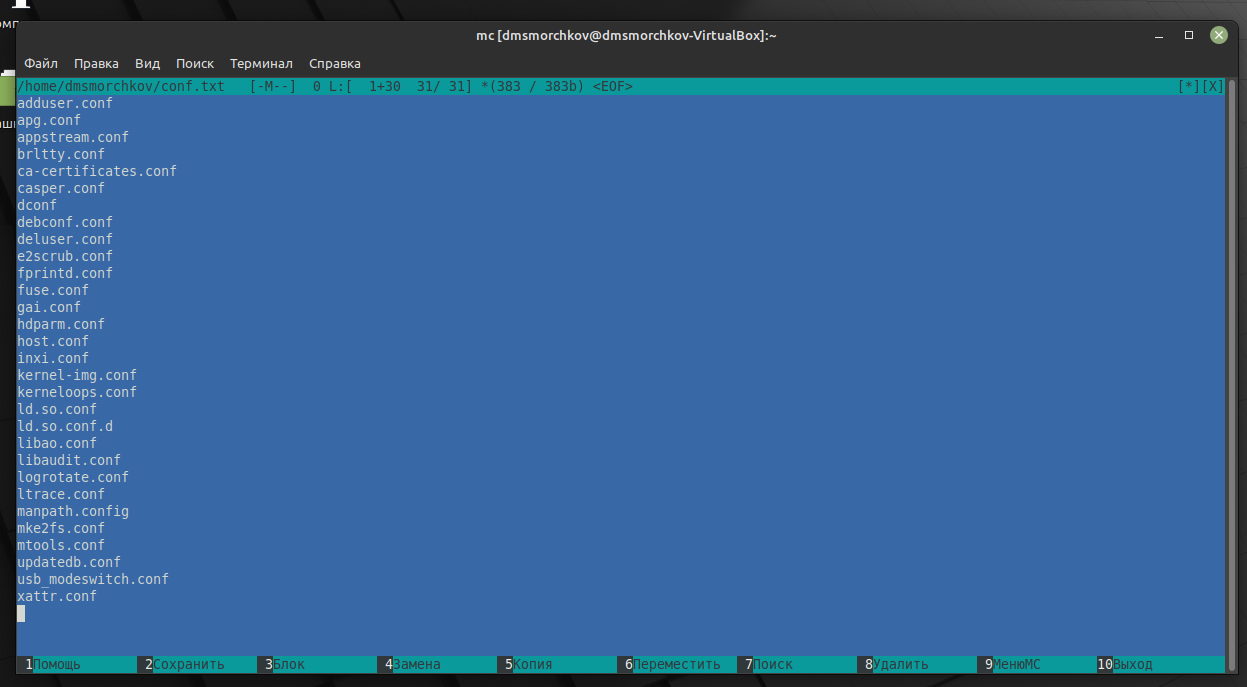 mc [dmsmorchkov@dmsmorchkov-VirtualBox]:~
Файл Правка Вид Поиск Терминал Справка
/home/dmsmorchkov/conf.txt [-M--] 0 L:[ 1+30 31/ 31] *(383 / 383b) <EOF> [*][X]
adduser.conf
apg.conf
appstream.conf
brltty.conf
ca-certificates.conf
casper.conf
dconf
debconf.conf
deluser.conf
e2scrub.conf
fprintd.conf
fuse.conf
gai.conf
hdparm.conf
host.conf
inxi.conf
kernel-img.conf
kerneloops.conf
ld.so.conf
ld.so.conf.d
libao.conf
libaudit.conf
logrotate.conf
ltrace.conf
manpath.config
mke2fs.conf
mtools.conf
updatedb.conf
usb_modeswitch.conf
xattr.conf
1Помощь 2Сохранить 3Блок 4Замена 5Копия 6Переместить 7Поиск 8Удалить 9МенюMC 10Выход